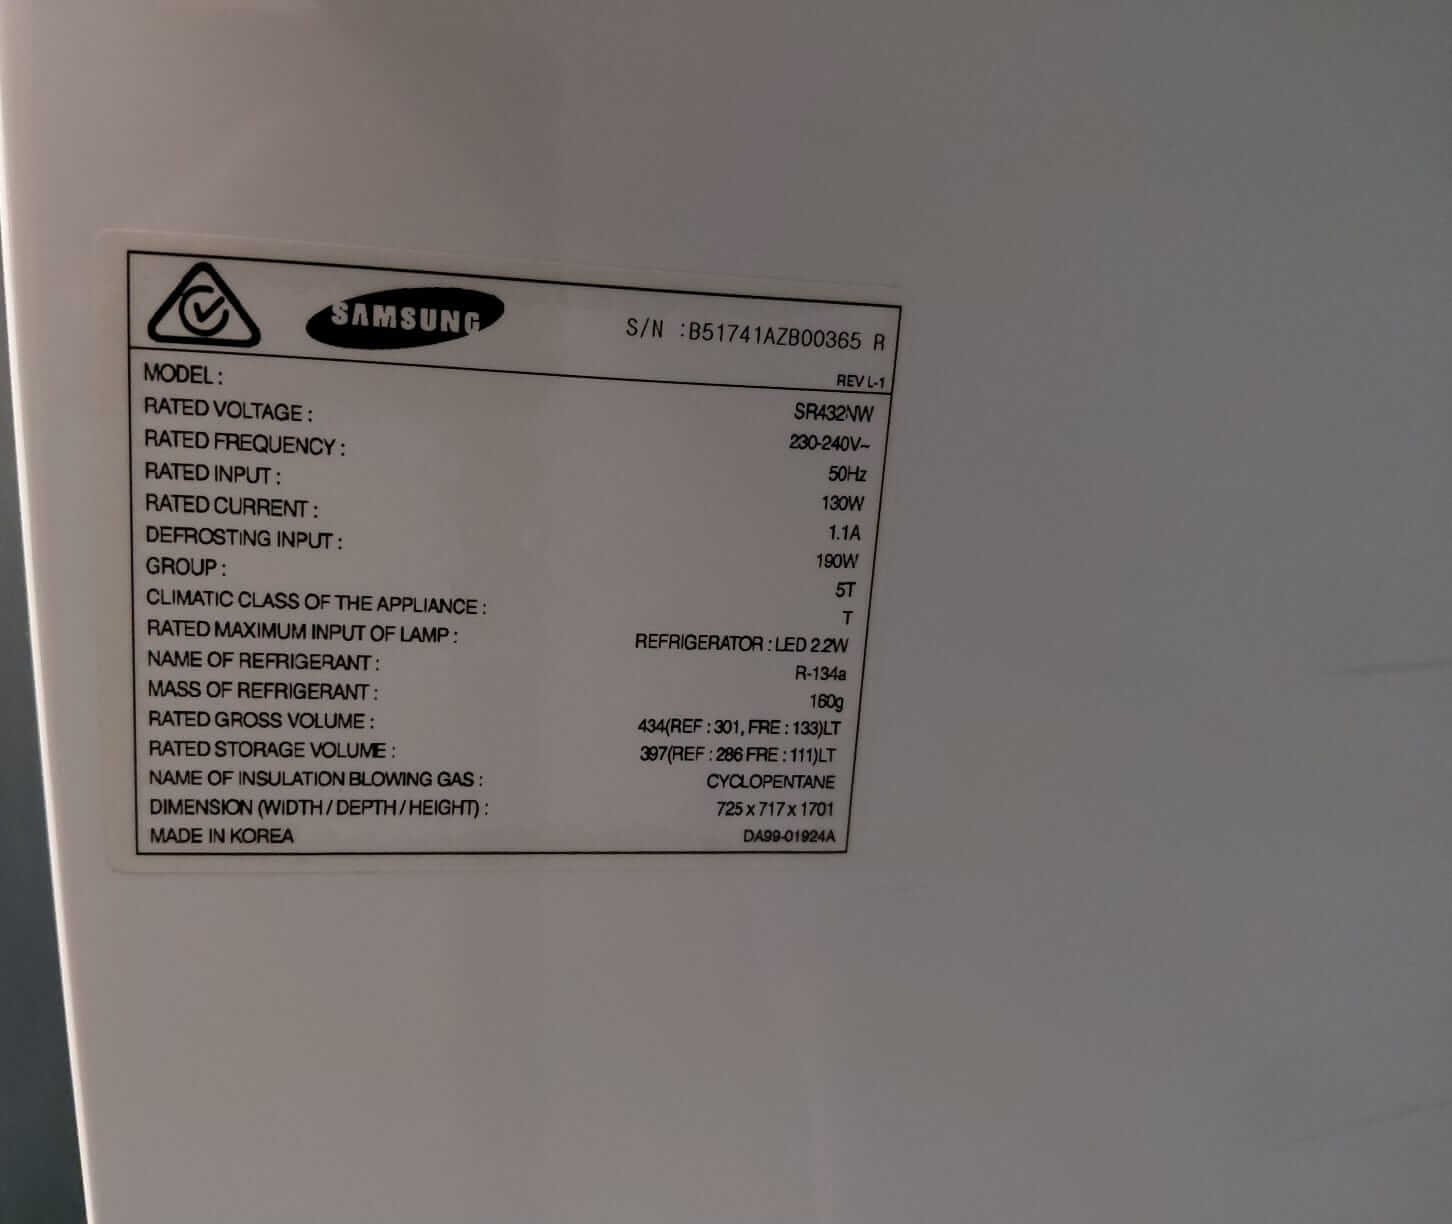 SAMSUNG
S/N :B51741AZB00365 R
REV L-1
MODEL : SR432NW
RATED VOLTAGE : 230-240V~
RATED FREQUENCY : 50Hz
RATED INPUT : 130W
RATED CURRENT : 1.1A
DEFROSTING INPUT : 190W
GROUP : 5T
CLIMATIC CLASS OF THE APPLIANCE : T
RATED MAXIMUM INPUT OF LAMP : REFRIGERATOR : LED 2.2W
NAME OF REFRIGERANT : R-134a
MASS OF REFRIGERANT : 160g
RATED GROSS VOLUME : 434(REF : 301, FRE : 133)LT
RATED STORAGE VOLUME : 397(REF : 286 FRE : 111)LT
NAME OF INSULATION BLOWING GAS : CYCLOPENTANE
DIMENSION (WIDTH / DEPTH / HEIGHT) : 725 x 717 x 1701
MADE IN KOREA DA99-01924A